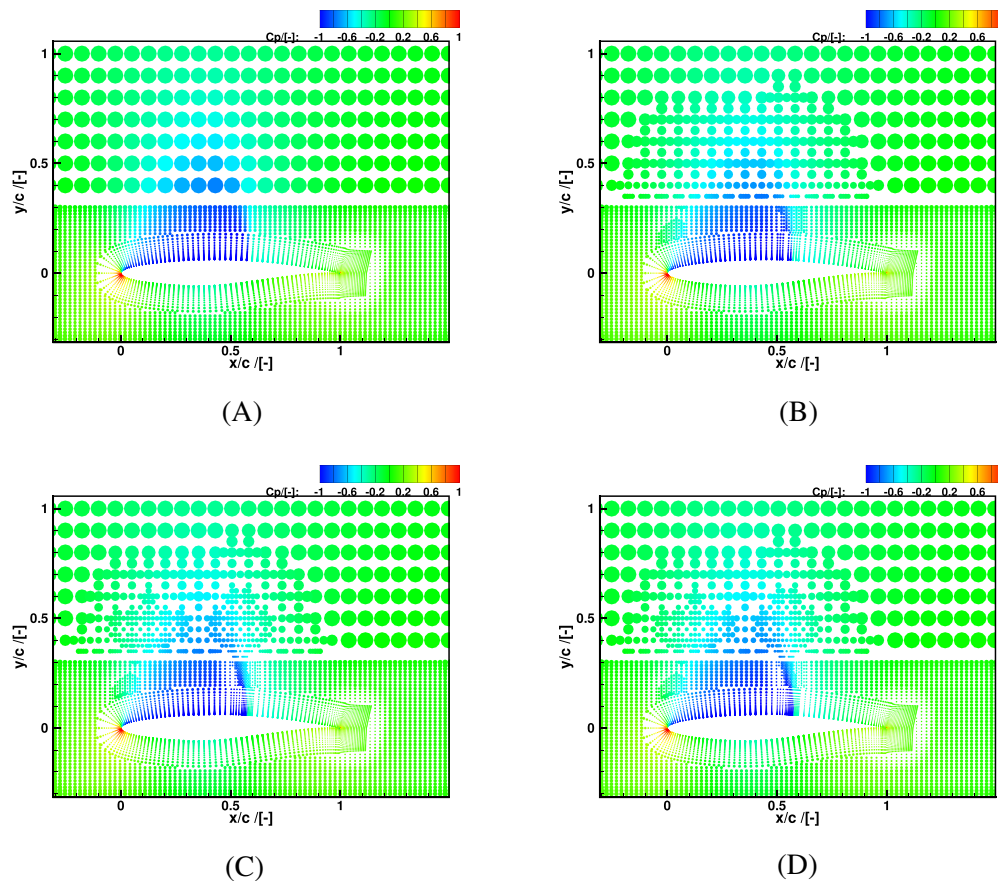 Cp/[-]: -1 -0.6 -0.2 0.2 0.6 1
Cp/[-]: -1 -0.6 -0.2 0.2 0.6
1
0.5
0
y/c /[-]
0 0.5 1
x/c /[-]
1
0.5
0
y/c /[-]
0 0.5 1
x/c /[-]
(A)
(B)
Cp/[-]: -1 -0.6 -0.2 0.2 0.6 1
Cp/[-]: -1 -0.6 -0.2 0.2 0.6
1
0.5
0
y/c /[-]
0 0.5 1
x/c /[-]
1
0.5
0
y/c /[-]
0 0.5 1
x/c /[-]
(C)
(D)